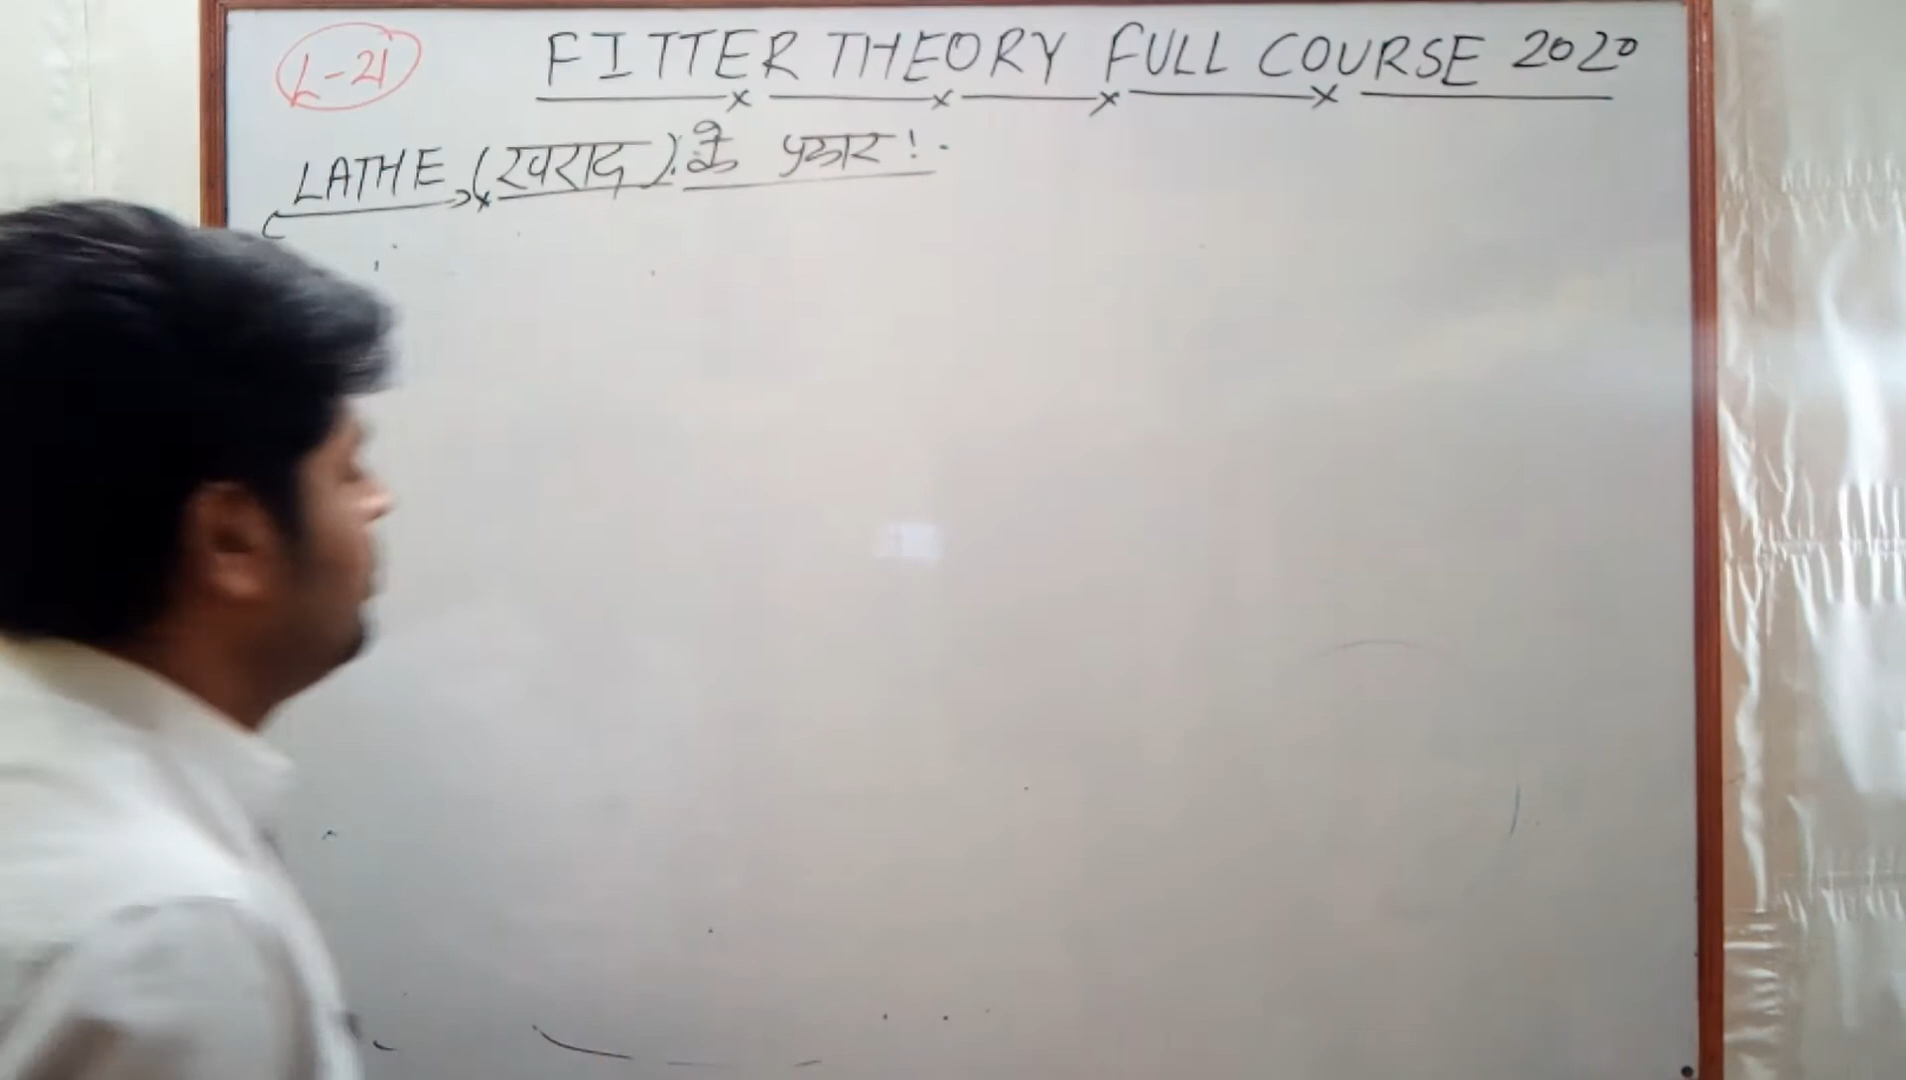 L-21 FITTER THEORY FULL COURSE 2020
LATHE (खराद) के प्रकार!.